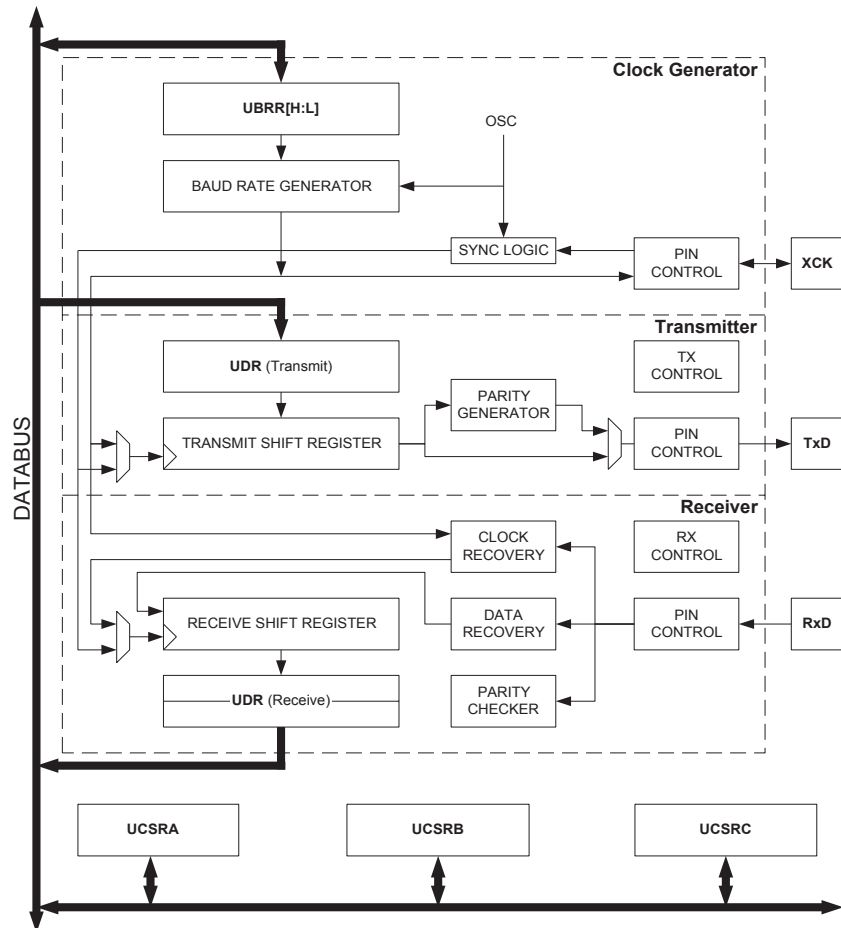 Clock Generator
UBRR[H:L]
OSC
BAUD RATE GENERATOR
SYNC LOGIC
PIN
CONTROL
XCK
DATABUS
Transmitter
UDR (Transmit)
TX
CONTROL
PARITY
GENERATOR
TRANSMIT SHIFT REGISTER
PIN
CONTROL
TxD
Receiver
CLOCK
RECOVERY
RX
CONTROL
RECEIVE SHIFT REGISTER
DATA
RECOVERY
PIN
CONTROL
RxD
UDR (Receive)
PARITY
CHECKER
UCSRA
UCSRB
UCSRC